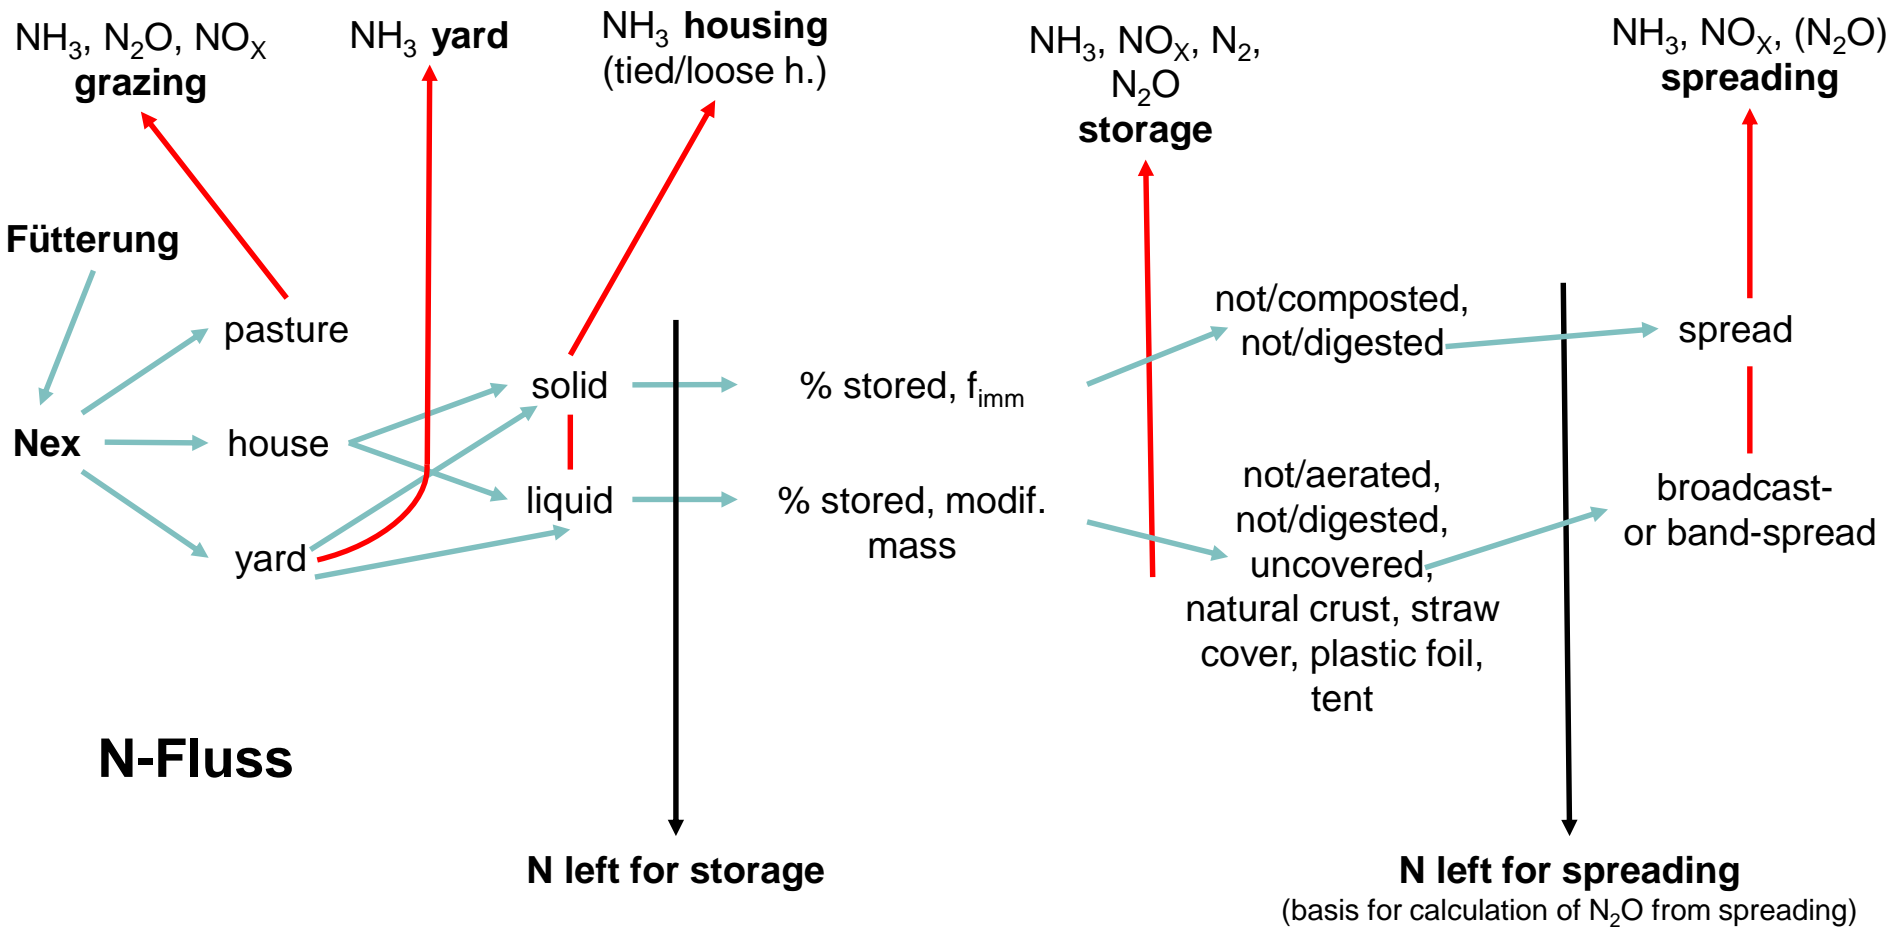 NH₃, N₂O, NOₓ
grazing
NH₃ yard
NH₃ housing
(tied/loose h.)
NH₃, NOₓ, N₂,
N₂O
storage
NH₃, NOₓ, (N₂O)
spreading
Fütterung
Nex
pasture
house
yard
solid
liquid
% stored, fᵢₘₘ
% stored, modif.
mass
not/composted,
not/digested
not/aerated,
not/digested,
uncovered,
natural crust, straw
cover, plastic foil,
tent
spread
broadcast-
or band-spread
N-Fluss
N left for storage
N left for spreading
(basis for calculation of N₂O from spreading)